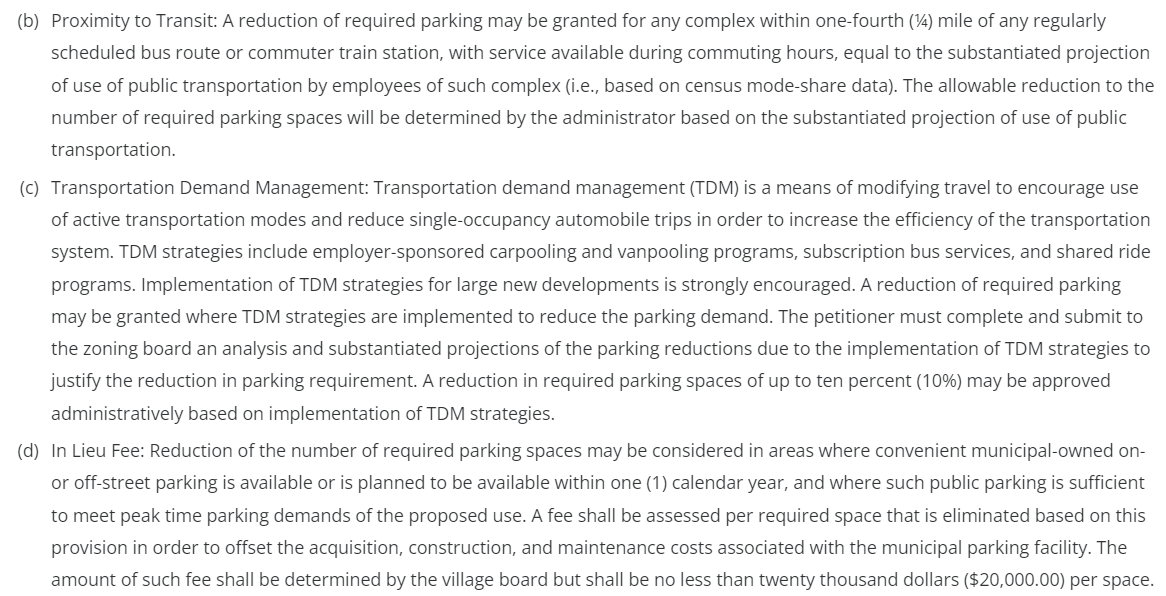 (b) Proximity to Transit: A reduction of required parking may be granted for any complex within one-fourth (¼) mile of any regularly
scheduled bus route or commuter train station, with service available during commuting hours, equal to the substantiated projection
of use of public transportation by employees of such complex (i.e., based on census mode-share data). The allowable reduction to the
number of required parking spaces will be determined by the administrator based on the substantiated projection of use of public
transportation.
(c) Transportation Demand Management: Transportation demand management (TDM) is a means of modifying travel to encourage use
of active transportation modes and reduce single-occupancy automobile trips in order to increase the efficiency of the transportation
system. TDM strategies include employer-sponsored carpooling and vanpooling programs, subscription bus services, and shared ride
programs. Implementation of TDM strategies for large new developments is strongly encouraged. A reduction of required parking
may be granted where TDM strategies are implemented to reduce the parking demand. The petitioner must complete and submit to
the zoning board an analysis and substantiated projections of the parking reductions due to the implementation of TDM strategies to
justify the reduction in parking requirement. A reduction in required parking spaces of up to ten percent (10%) may be approved
administratively based on implementation of TDM strategies.
(d) In Lieu Fee: Reduction of the number of required parking spaces may be considered in areas where convenient municipal-owned on-
or off-street parking is available or is planned to be available within one (1) calendar year, and where such public parking is sufficient
to meet peak time parking demands of the proposed use. A fee shall be assessed per required space that is eliminated based on this
provision in order to offset the acquisition, construction, and maintenance costs associated with the municipal parking facility. The
amount of such fee shall be determined by the village board but shall be no less than twenty thousand dollars ($20,000.00) per space.